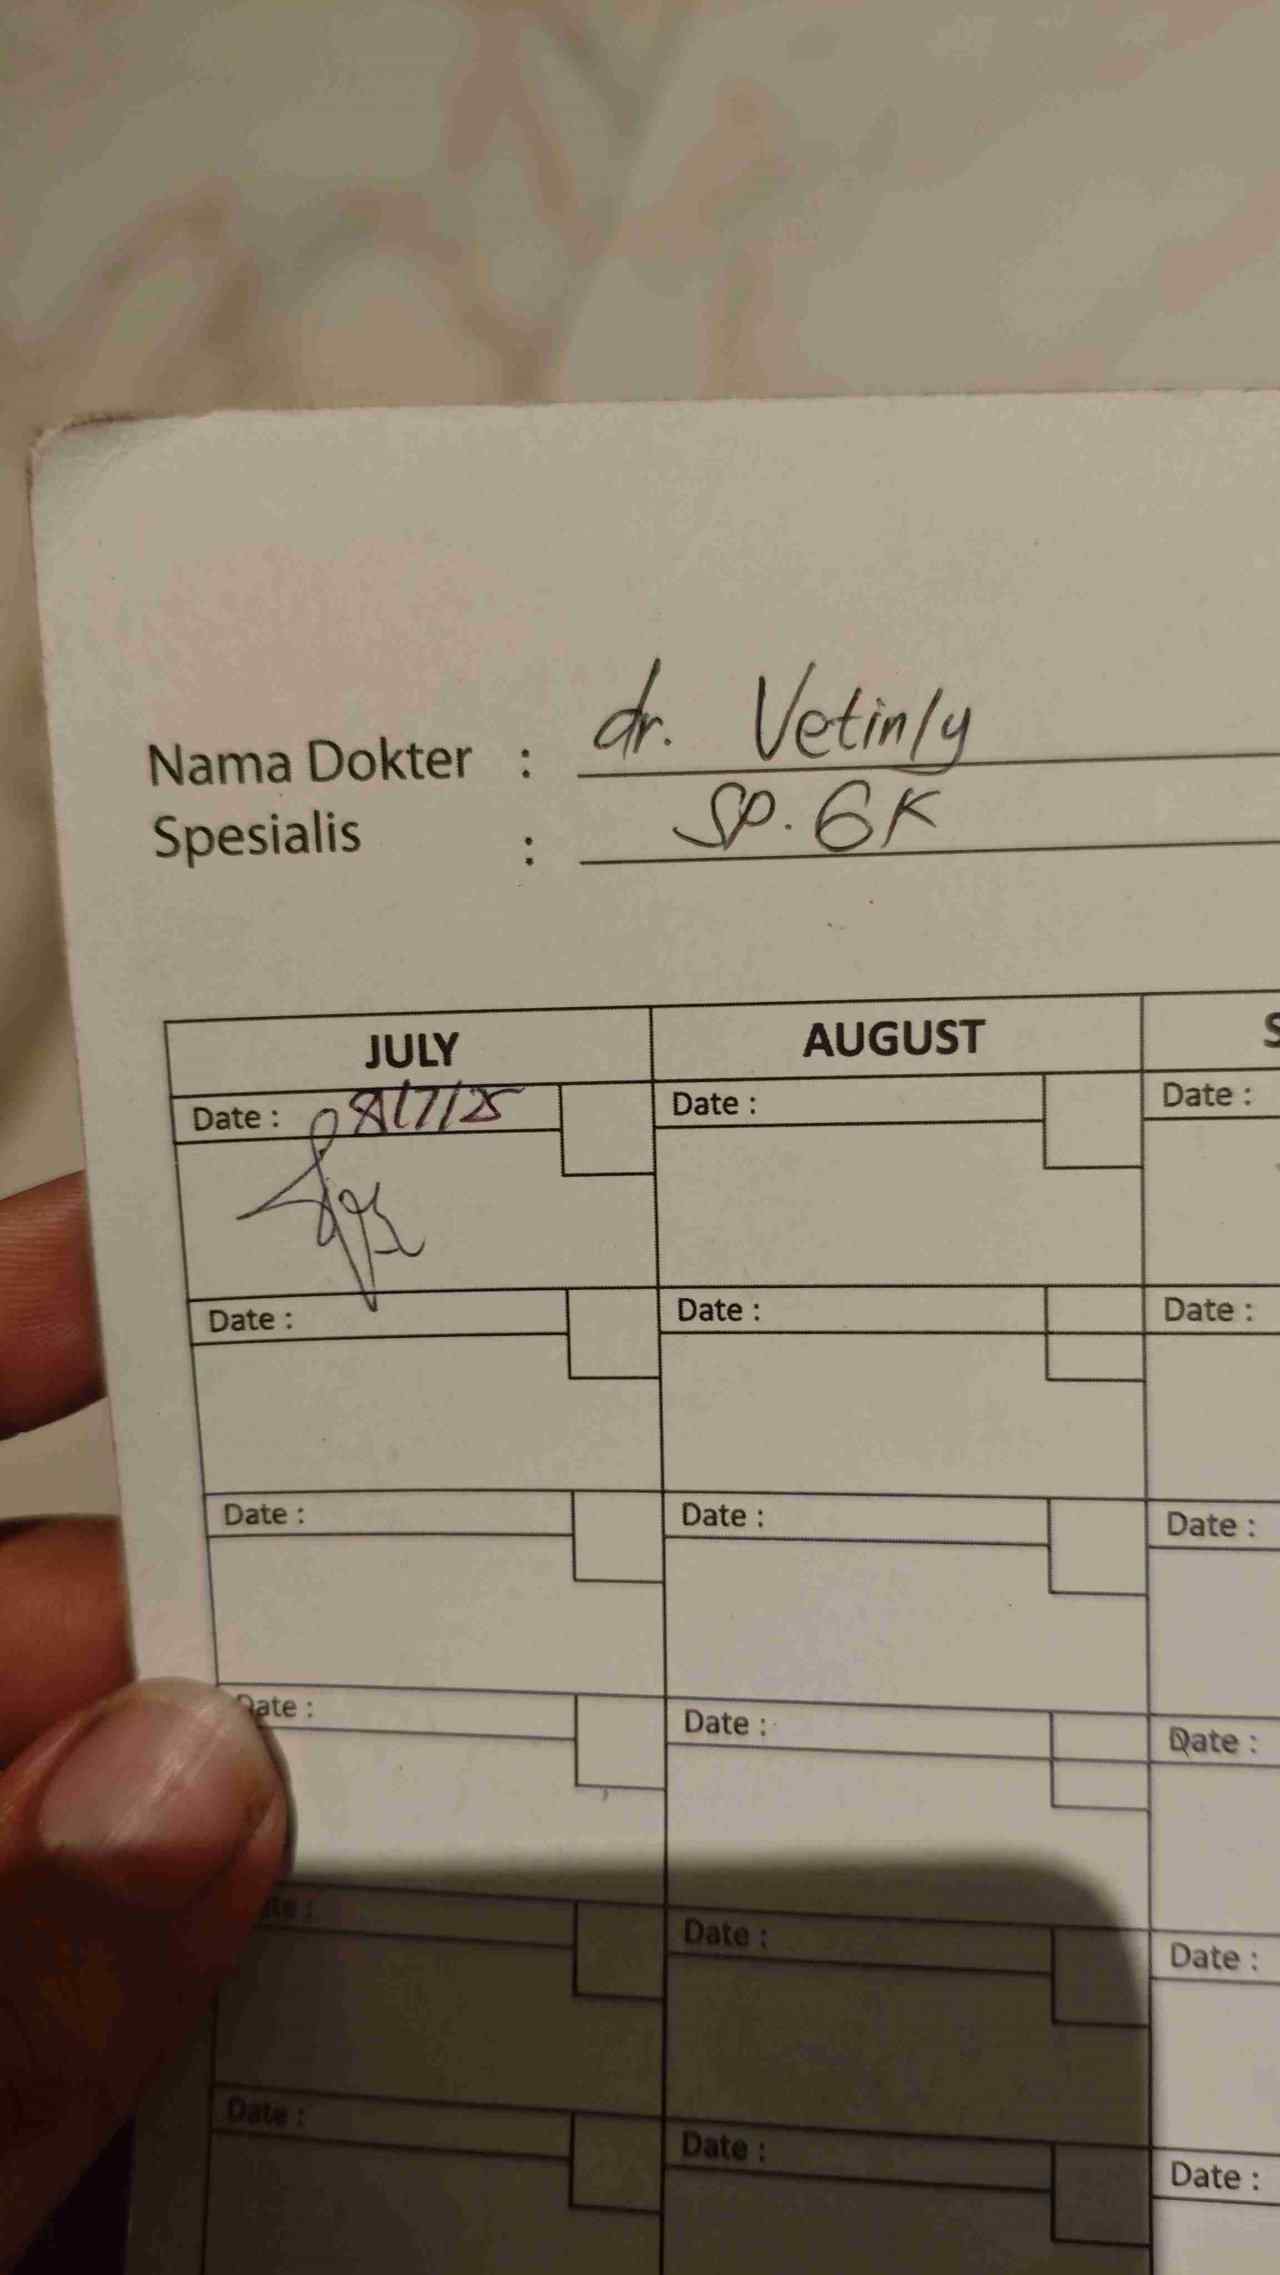 Nama Dokter : dr. Vetinly
Spesialis : SP. GK
JULY AUGUST
Date : 8/7/25 Date : Date :
Date : Date : Date :
Date : Date : Date :
Date : Date : Date :
Date : Date :
Date : Date : Date :